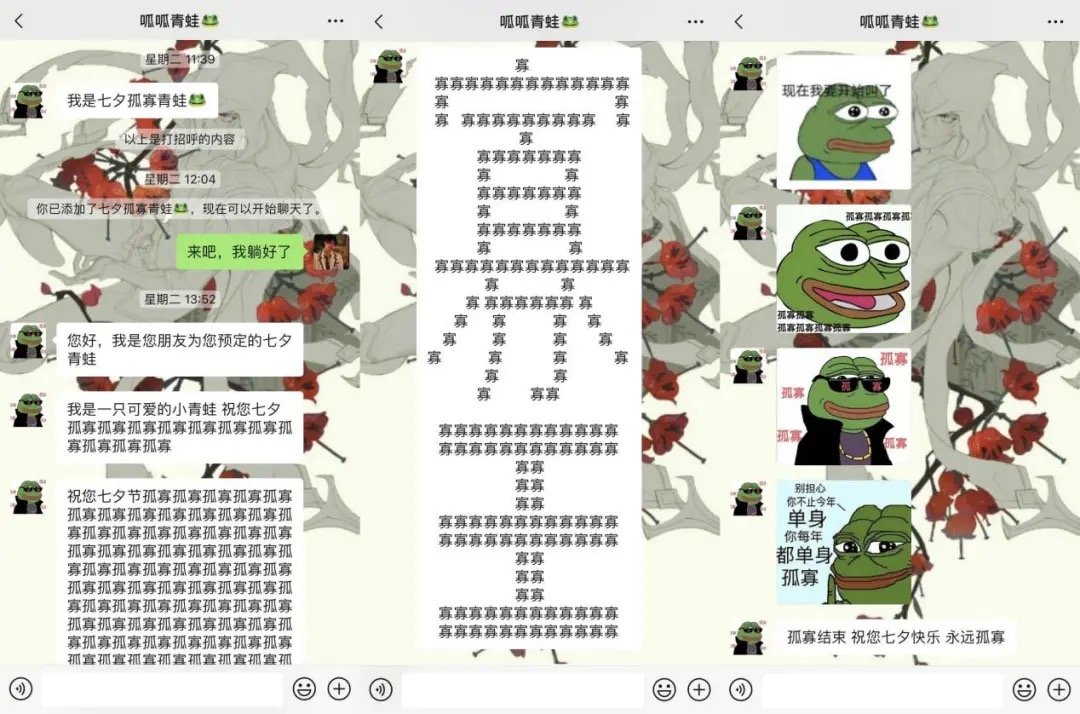 呱呱青蛙🐸
星期二 11:39
我是七夕孤寡青蛙🐸
以上是打招呼的内容
星期二 12:04
你已添加了七夕孤寡青蛙🐸，现在可以开始聊天了。
来吧，我躺好了
星期二 13:52
您好，我是您朋友为您预定的七夕
青蛙
我是一只可爱的小青蛙 祝您七夕
孤寡孤寡孤寡孤寡孤寡孤寡孤寡孤
寡孤寡孤寡孤寡
祝您七夕节孤寡孤寡孤寡孤寡孤寡
孤寡孤寡孤寡孤寡孤寡孤寡孤寡孤
寡孤寡孤寡孤寡孤寡孤寡孤寡孤寡
孤寡孤寡孤寡孤寡孤寡孤寡孤寡孤
寡孤寡孤寡孤寡孤寡孤寡孤寡孤寡
孤寡孤寡孤寡孤寡孤寡孤寡孤寡孤
寡孤寡孤寡孤寡孤寡孤寡孤寡孤寡
孤寡孤寡孤寡孤寡孤寡孤寡孤寡孤
寡孤寡孤寡孤寡孤寡孤寡孤寡孤寡
孤寡孤寡孤寡孤寡孤寡孤寡孤寡孤
呱呱青蛙🐸
寡
寡寡寡寡寡寡寡寡寡寡寡寡寡
寡 寡
寡 寡寡寡寡寡寡寡寡寡 寡
寡
寡寡寡寡寡寡寡
寡 寡
寡寡寡寡寡寡寡
寡 寡
寡寡寡寡寡寡寡
寡 寡
寡寡寡寡寡寡寡寡寡寡寡寡寡
寡 寡
寡 寡寡寡寡寡寡 寡
寡 寡 寡 寡
寡 寡 寡 寡
寡 寡 寡 寡
寡 寡
寡 寡寡
寡寡寡寡寡寡寡寡寡寡寡寡
寡寡寡寡寡寡寡寡寡寡寡寡
寡寡
寡寡
寡寡
寡寡寡寡寡寡寡寡寡寡寡寡
寡寡寡寡寡寡寡寡寡寡寡寡
寡寡
寡寡
寡寡
寡寡寡寡寡寡寡寡寡寡寡寡
寡寡寡寡寡寡寡寡寡寡寡寡
呱呱青蛙🐸
现在我要开始叫了
孤寡孤寡孤寡孤寡
孤寡孤寡
孤寡孤寡孤寡孤寡
孤寡
孤 寡
孤寡
孤寡
孤寡
别担心
你不止今年
单身
你每年
都单身
孤寡
孤寡结束 祝您七夕快乐 永远孤寡